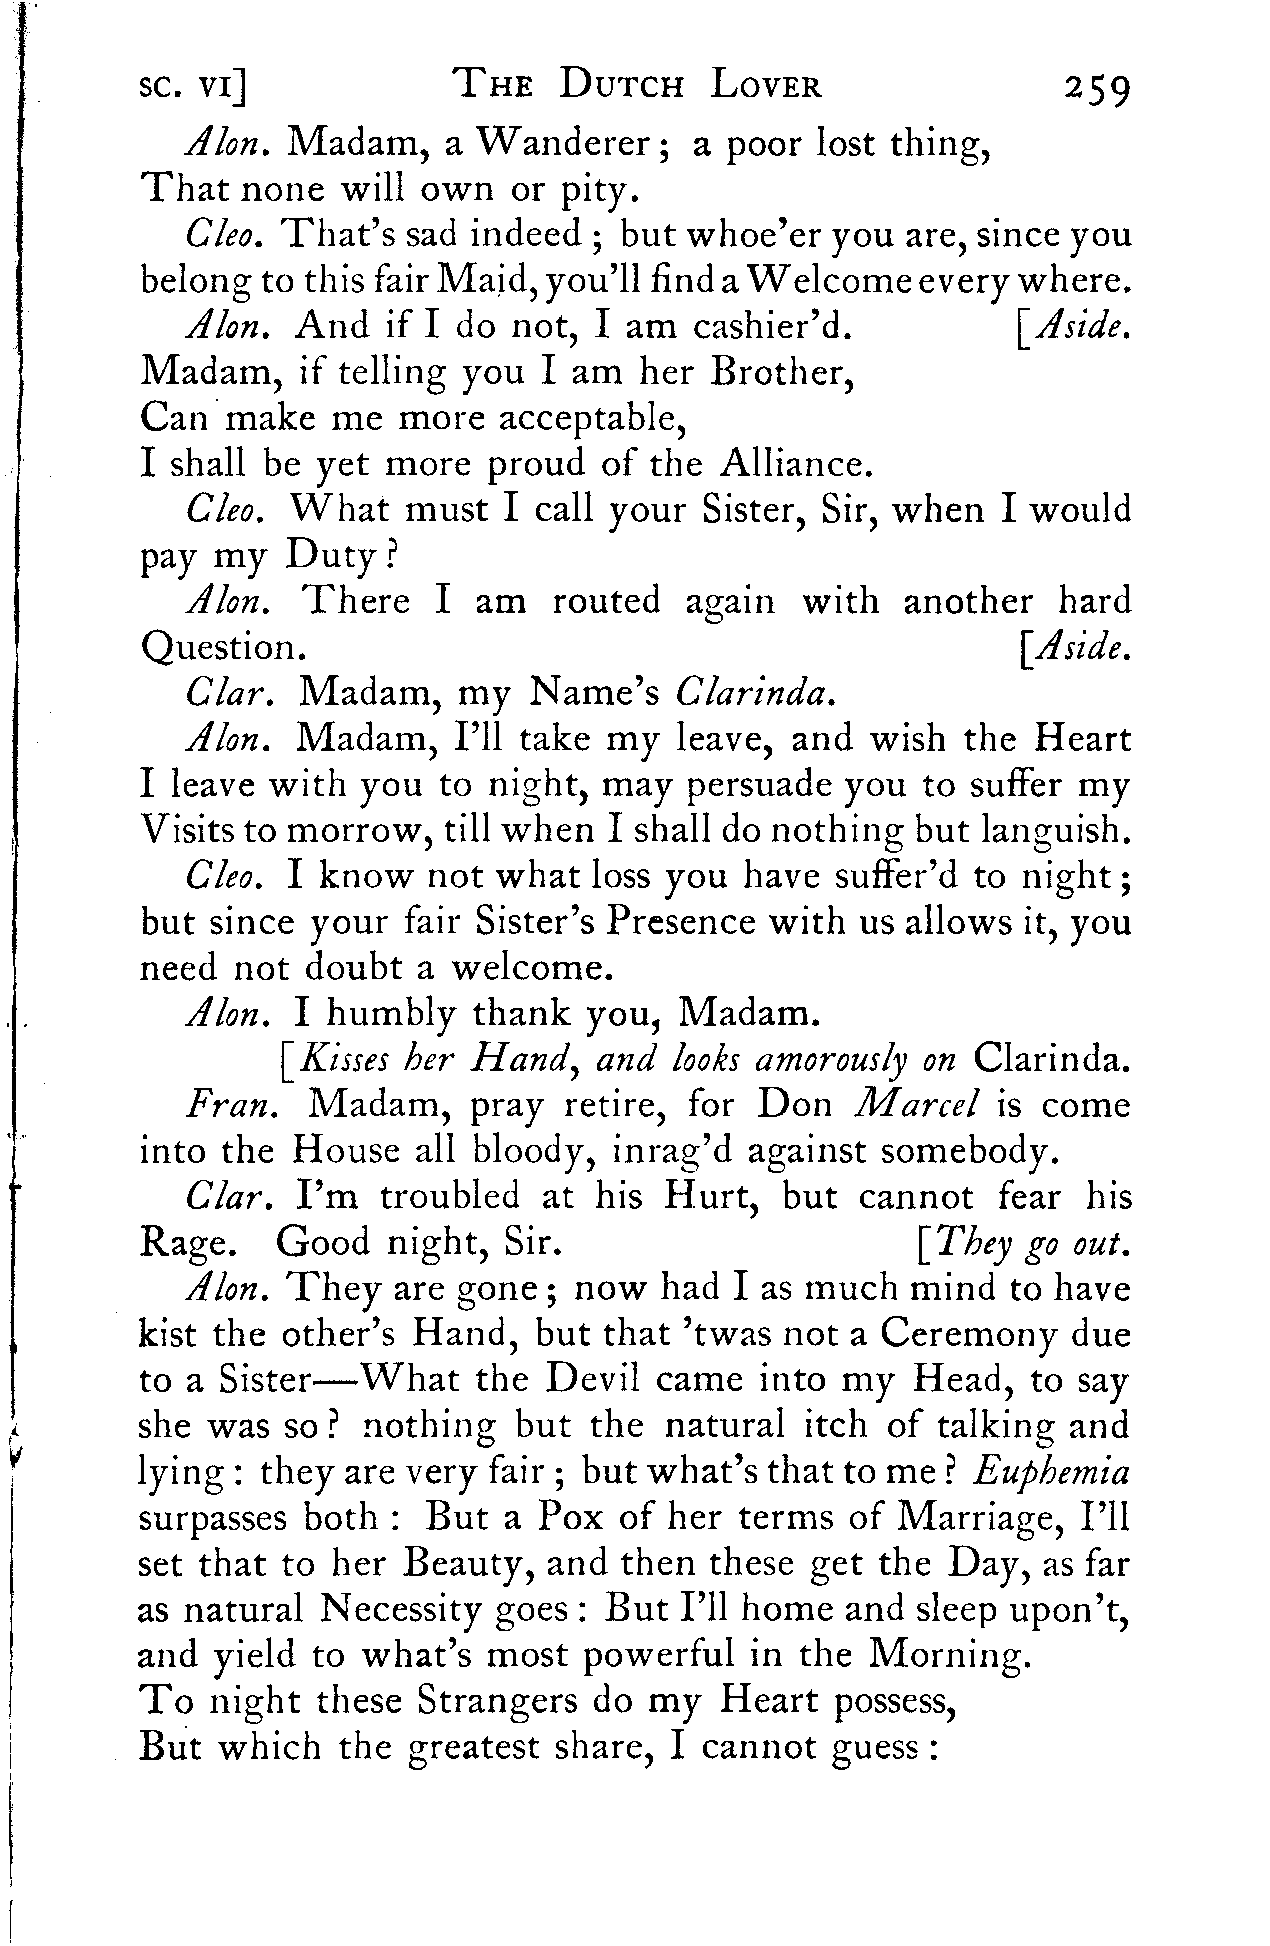 SC. VI] THE DUTCH LOVER 259
Alon. Madam, a Wanderer; a poor lost thing,
That none will own or pity.
Cleo. That's sad indeed; but whoe'er you are, since you
belong to this fair Maid, you'll find a Welcome every where.
Alon. And if I do not, I am cashier'd. [Aside.
Madam, if telling you I am her Brother,
Can make me more acceptable,
I shall be yet more proud of the Alliance.
Cleo. What must I call your Sister, Sir, when I would
pay my Duty?
Alon. There I am routed again with another hard
Question. [Aside.
Clar. Madam, my Name's Clarinda.
Alon. Madam, I'll take my leave, and wish the Heart
I leave with you to night, may persuade you to suffer my
Visits to morrow, till when I shall do nothing but languish.
Cleo. I know not what loss you have suffer'd to night;
but since your fair Sister's Presence with us allows it, you
need not doubt a welcome.
Alon. I humbly thank you, Madam.
[Kisses her Hand, and looks amorously on Clarinda.
Fran. Madam, pray retire, for Don Marcel is come
into the House all bloody, inrag'd against somebody.
Clar. I'm troubled at his Hurt, but cannot fear his
Rage. Good night, Sir. [They go out.
Alon. They are gone; now had I as much mind to have
kist the other's Hand, but that 'twas not a Ceremony due
to a Sister—What the Devil came into my Head, to say
she was so? nothing but the natural itch of talking and
lying: they are very fair; but what's that to me? Euphemia
surpasses both: But a Pox of her terms of Marriage, I'll
set that to her Beauty, and then these get the Day, as far
as natural Necessity goes: But I'll home and sleep upon't,
and yield to what's most powerful in the Morning.
To night these Strangers do my Heart possess,
But which the greatest share, I cannot guess: